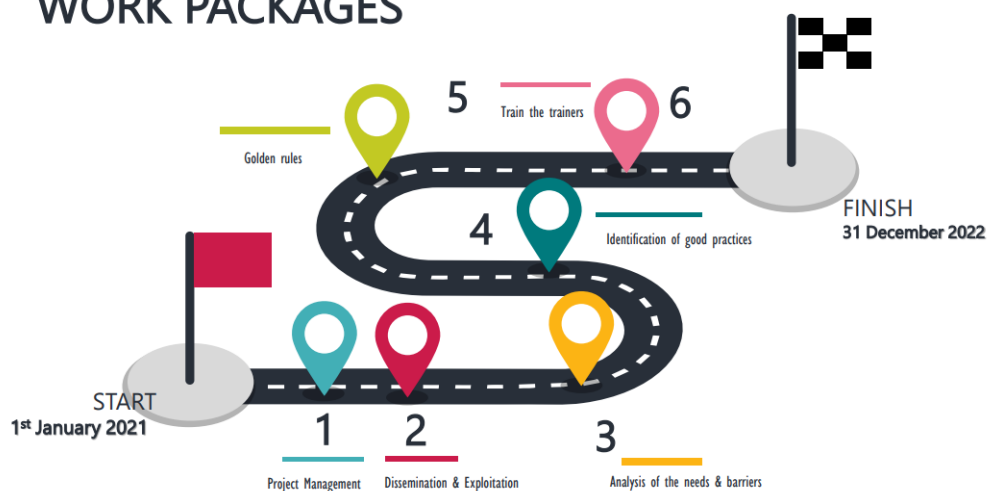 WORK PACKAGES
5
6
Train the trainers
Golden rules
4
Identification of good practices
FINISH
31 December 2022
START
1st January 2021
1
2
3
Project Management
Dissemination & Exploitation
Analysis of the needs & barriers